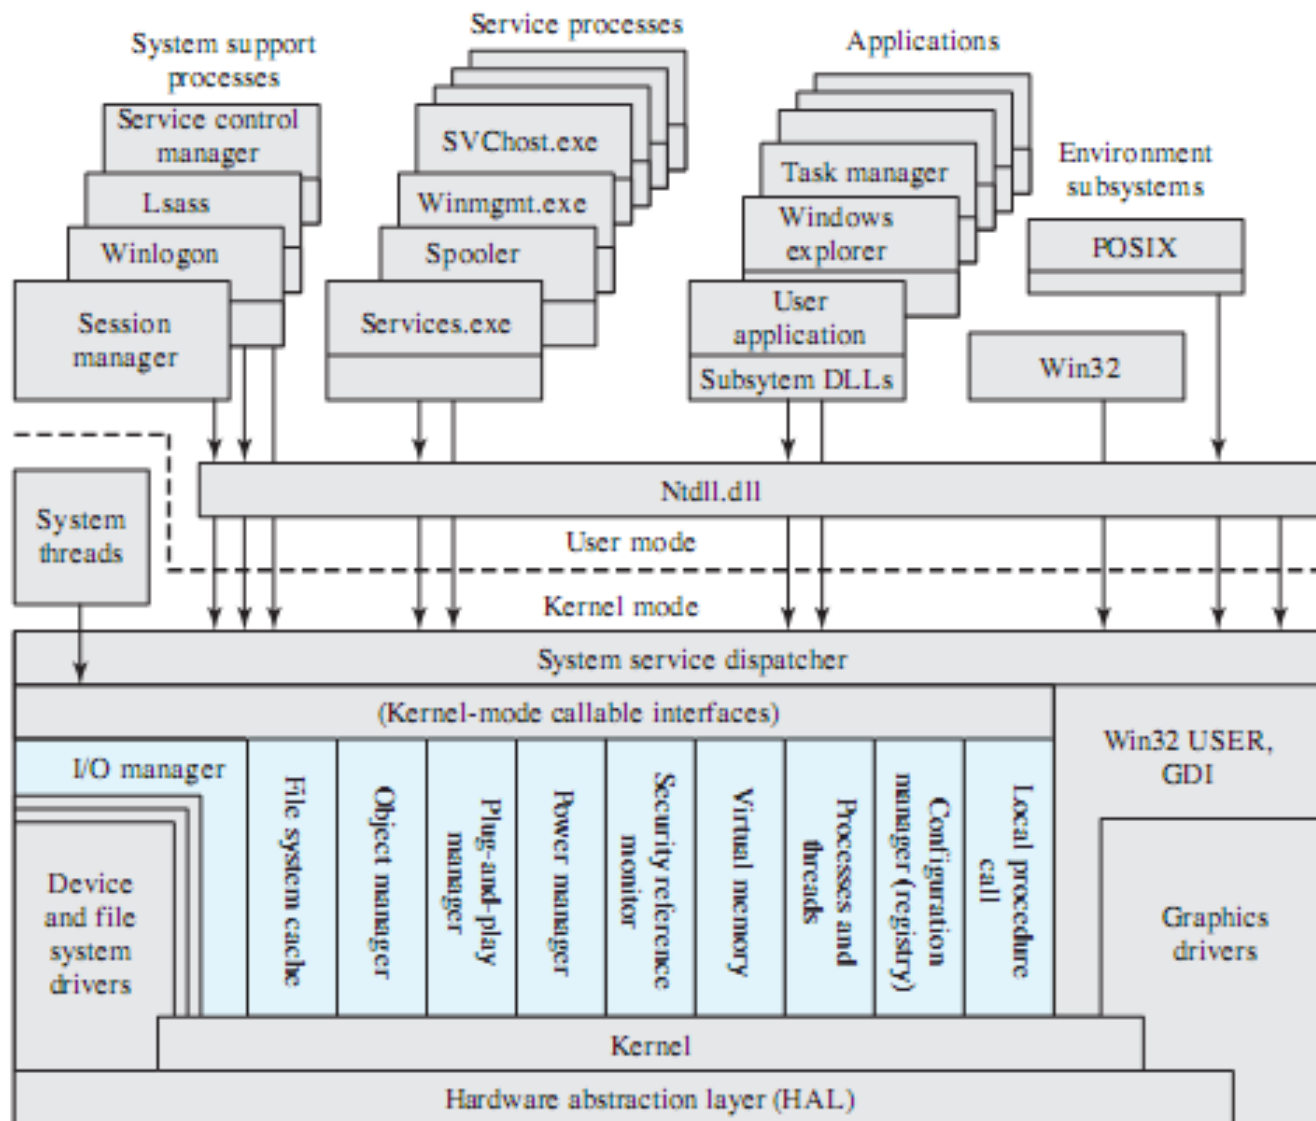 System support
processes
Service processes
Applications
Environment
subsystems
Service control
manager
Lsass
Winlogon
Session
manager
SVChost.exe
Winmgmt.exe
Spooler
Services.exe
Task manager
Windows
explorer
User
application
Subsytem DLLs
POSIX
Win32
System
threads
Ntdll.dll
User mode
Kernel mode
System service dispatcher
(Kernel-mode callable interfaces)
Win32 USER,
GDI
I/O manager
Device
and file
system
drivers
File system cache
Object manager
Plug-and-play
manager
Power manager
Security reference
monitor
Virtual memory
Processes and
threads
Configuration
manager (registry)
Local procedure
call
Graphics
drivers
Kernel
Hardware abstraction layer (HAL)